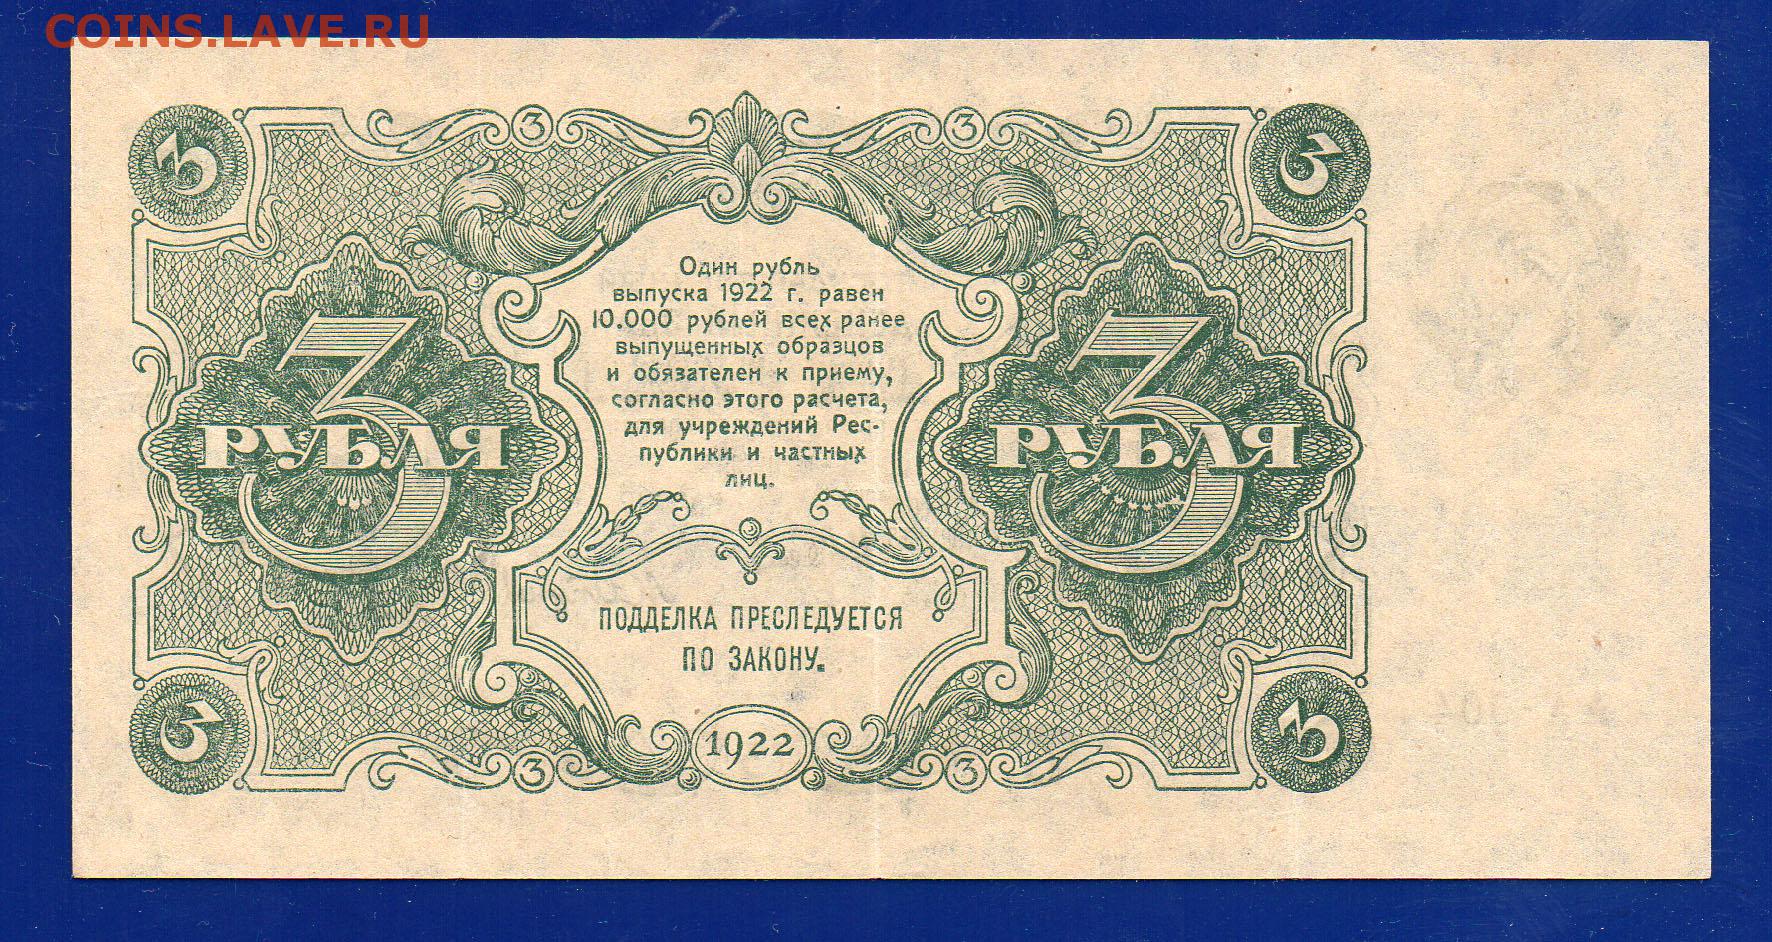 COINS.LAVE.RU
3 3 3 3
Один рубль
выпуска 1922 г. равен
10.000 рублей всех ранее
выпущенных образцов
и обязателен к приему,
согласно этого расчета,
для учреждений Рес-
публики и частных
лиц.
3 РУБЛЯ
3 РУБЛЯ
ПОДДЕЛКА ПРЕСЛЕДУЕТСЯ
ПО ЗАКОНУ.
3 3 1922 3 3